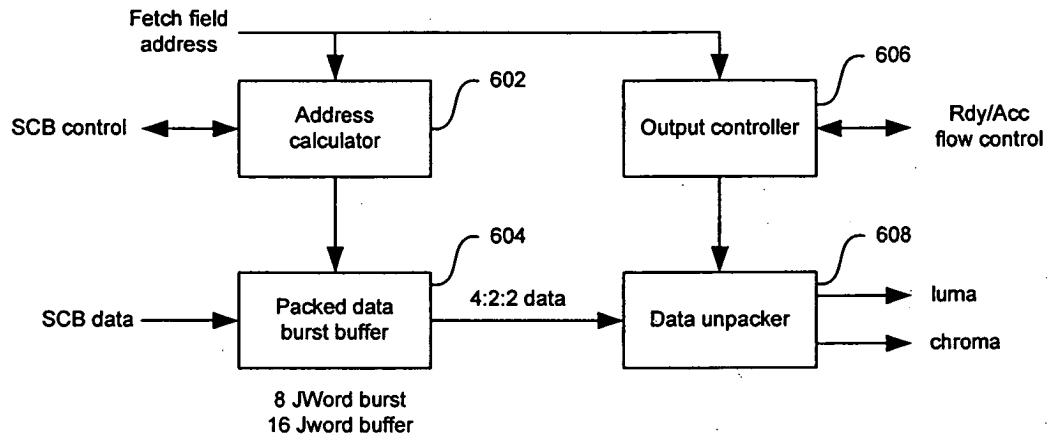 Fetch field
address
602
606
SCB control
Address
calculator
Output controller
Rdy/Acc
flow control
604
608
SCB data
Packed data
burst buffer
4:2:2 data
Data unpacker
luma
chroma
8 JWord burst
16 Jword buffer